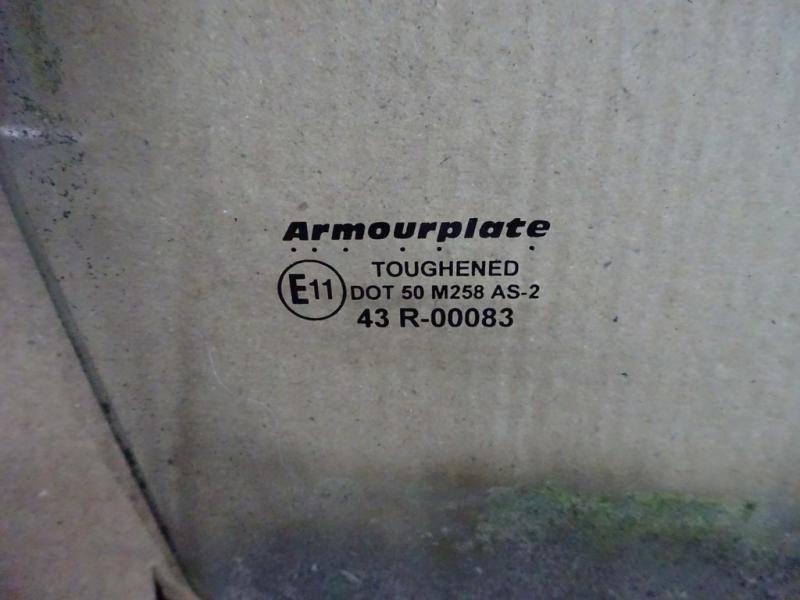 Armourplate
TOUGHENED
E11
DOT 50 M258 AS-2
43 R-00083